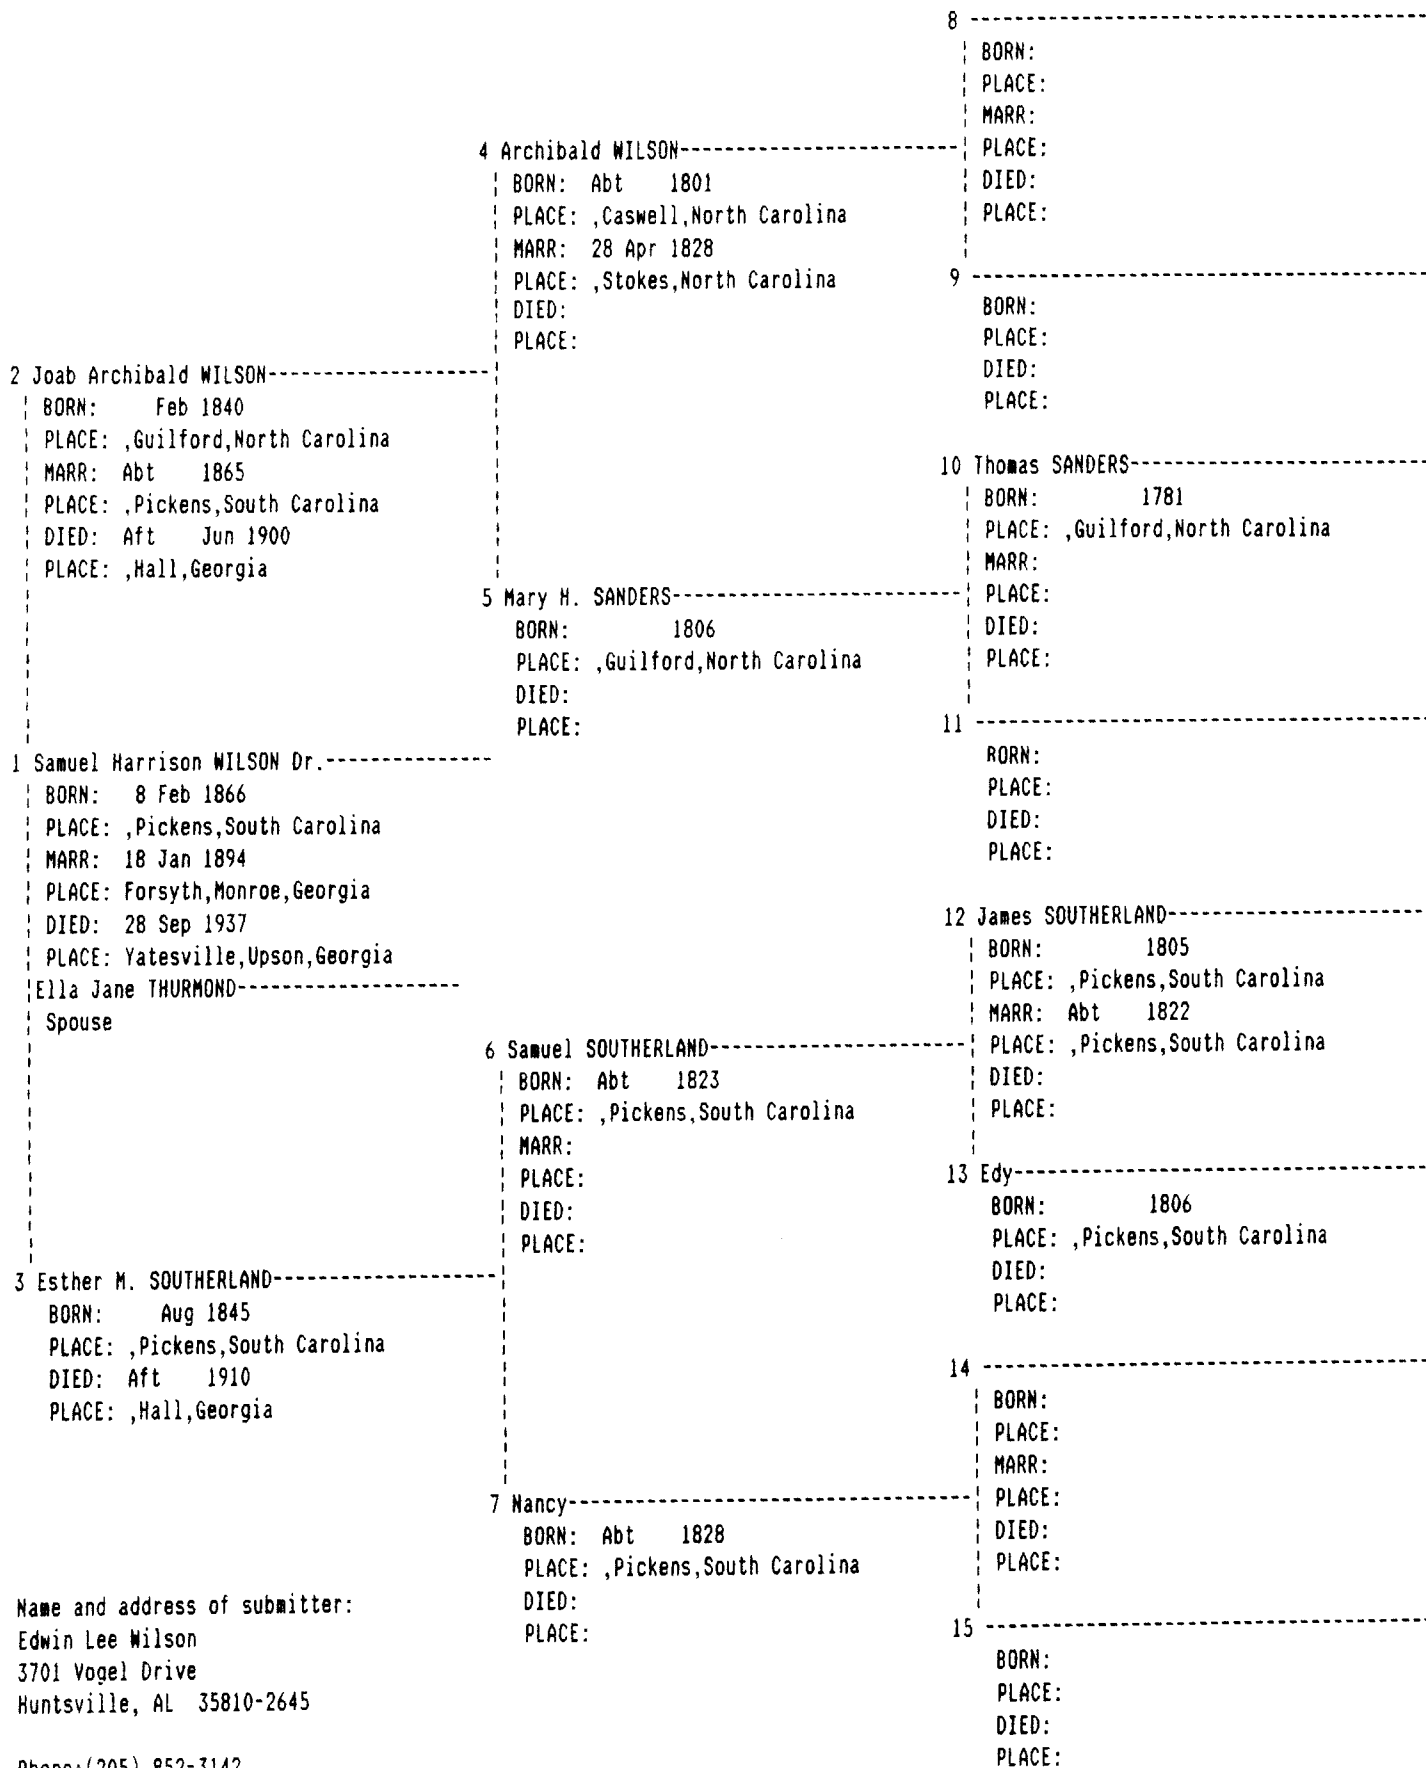 8
BORN:
PLACE:
MARR:
PLACE:
DIED:
PLACE:
4 Archibald WILSON
BORN: Abt 1801
PLACE: ,Caswell,North Carolina
MARR: 28 Apr 1828
PLACE: ,Stokes,North Carolina
DIED:
PLACE:
9
BORN:
PLACE:
DIED:
PLACE:
2 Joab Archibald WILSON
BORN: Feb 1840
PLACE: ,Guilford,North Carolina
MARR: Abt 1865
PLACE: ,Pickens,South Carolina
DIED: Aft Jun 1900
PLACE: ,Hall,Georgia
10 Thomas SANDERS
BORN: 1781
PLACE: ,Guilford,North Carolina
MARR:
PLACE:
DIED:
PLACE:
5 Mary H. SANDERS
BORN: 1806
PLACE: ,Guilford,North Carolina
DIED:
PLACE:
11
BORN:
PLACE:
DIED:
PLACE:
1 Samuel Harrison WILSON Dr.
BORN: 8 Feb 1866
PLACE: ,Pickens,South Carolina
MARR: 18 Jan 1894
PLACE: Forsyth,Monroe,Georgia
DIED: 28 Sep 1937
PLACE: Yatesville,Upson,Georgia
Ella Jane THURMOND
Spouse
12 James SOUTHERLAND
BORN: 1805
PLACE: ,Pickens,South Carolina
MARR: Abt 1822
PLACE: ,Pickens,South Carolina
DIED:
PLACE:
6 Samuel SOUTHERLAND
BORN: Abt 1823
PLACE: ,Pickens,South Carolina
MARR:
PLACE:
DIED:
PLACE:
13 Edy
BORN: 1806
PLACE: ,Pickens,South Carolina
DIED:
PLACE:
3 Esther M. SOUTHERLAND
BORN: Aug 1845
PLACE: ,Pickens,South Carolina
DIED: Aft 1910
PLACE: ,Hall,Georgia
14
BORN:
PLACE:
MARR:
PLACE:
DIED:
PLACE:
7 Nancy
BORN: Abt 1828
PLACE: ,Pickens,South Carolina
DIED:
PLACE:
15
BORN:
PLACE:
DIED:
PLACE:
Name and address of submitter:
Edwin Lee Wilson
3701 Vogel Drive
Huntsville, AL 35810-2645
Phone:(205) 852-3142